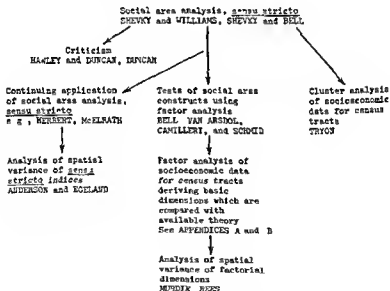 Social area analysis, sensu stricto
SHEVKY and WILLIAMS, SHEVKY and BELL
Criticism
HAWLEY and DUNCAN, DUNCAN
Continuing application
of social area analysis,
sensu stricto
e g , HERBERT, McELRATH
Tests of social area
constructs using
factor analysis
BELL VAN ARSDOL,
CAMILLERI, and SCHMID
Cluster analysis
of socioeconomic
data for census
tracts
TRYON
Analysis of spatial
variance of sensu
stricto indices
ANDERSON and EGELAND
Factor analysis of
socioeconomic data
for census tracts
deriving basic
dimensions which are
compared with
available theory
See APPENDICES A and B
Analysis of spatial
variance of factorial
dimensions
MURDIE REES